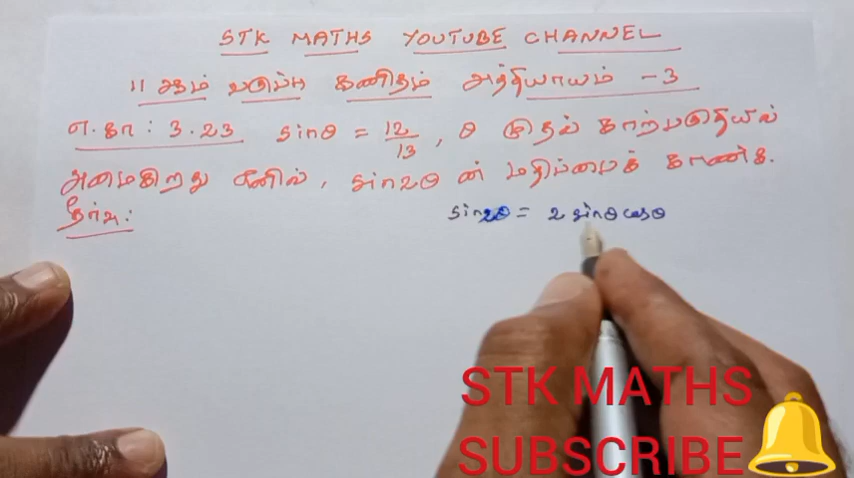 STK MATHS YOUTUBE CHANNEL
11 ஆம் வகுப்பு கணிதம் அத்தியாயம் - 3
எ.கா : 3.23 sinθ = 12/13, θ முதல் காற்பகுதியில்
அமைகிறது எனில், sin2θ ன் மதிப்பைக் காண்க.
தீர்வு:
sin2θ = 2 sinθ cosθ
STK MATHS
SUBSCRIBE